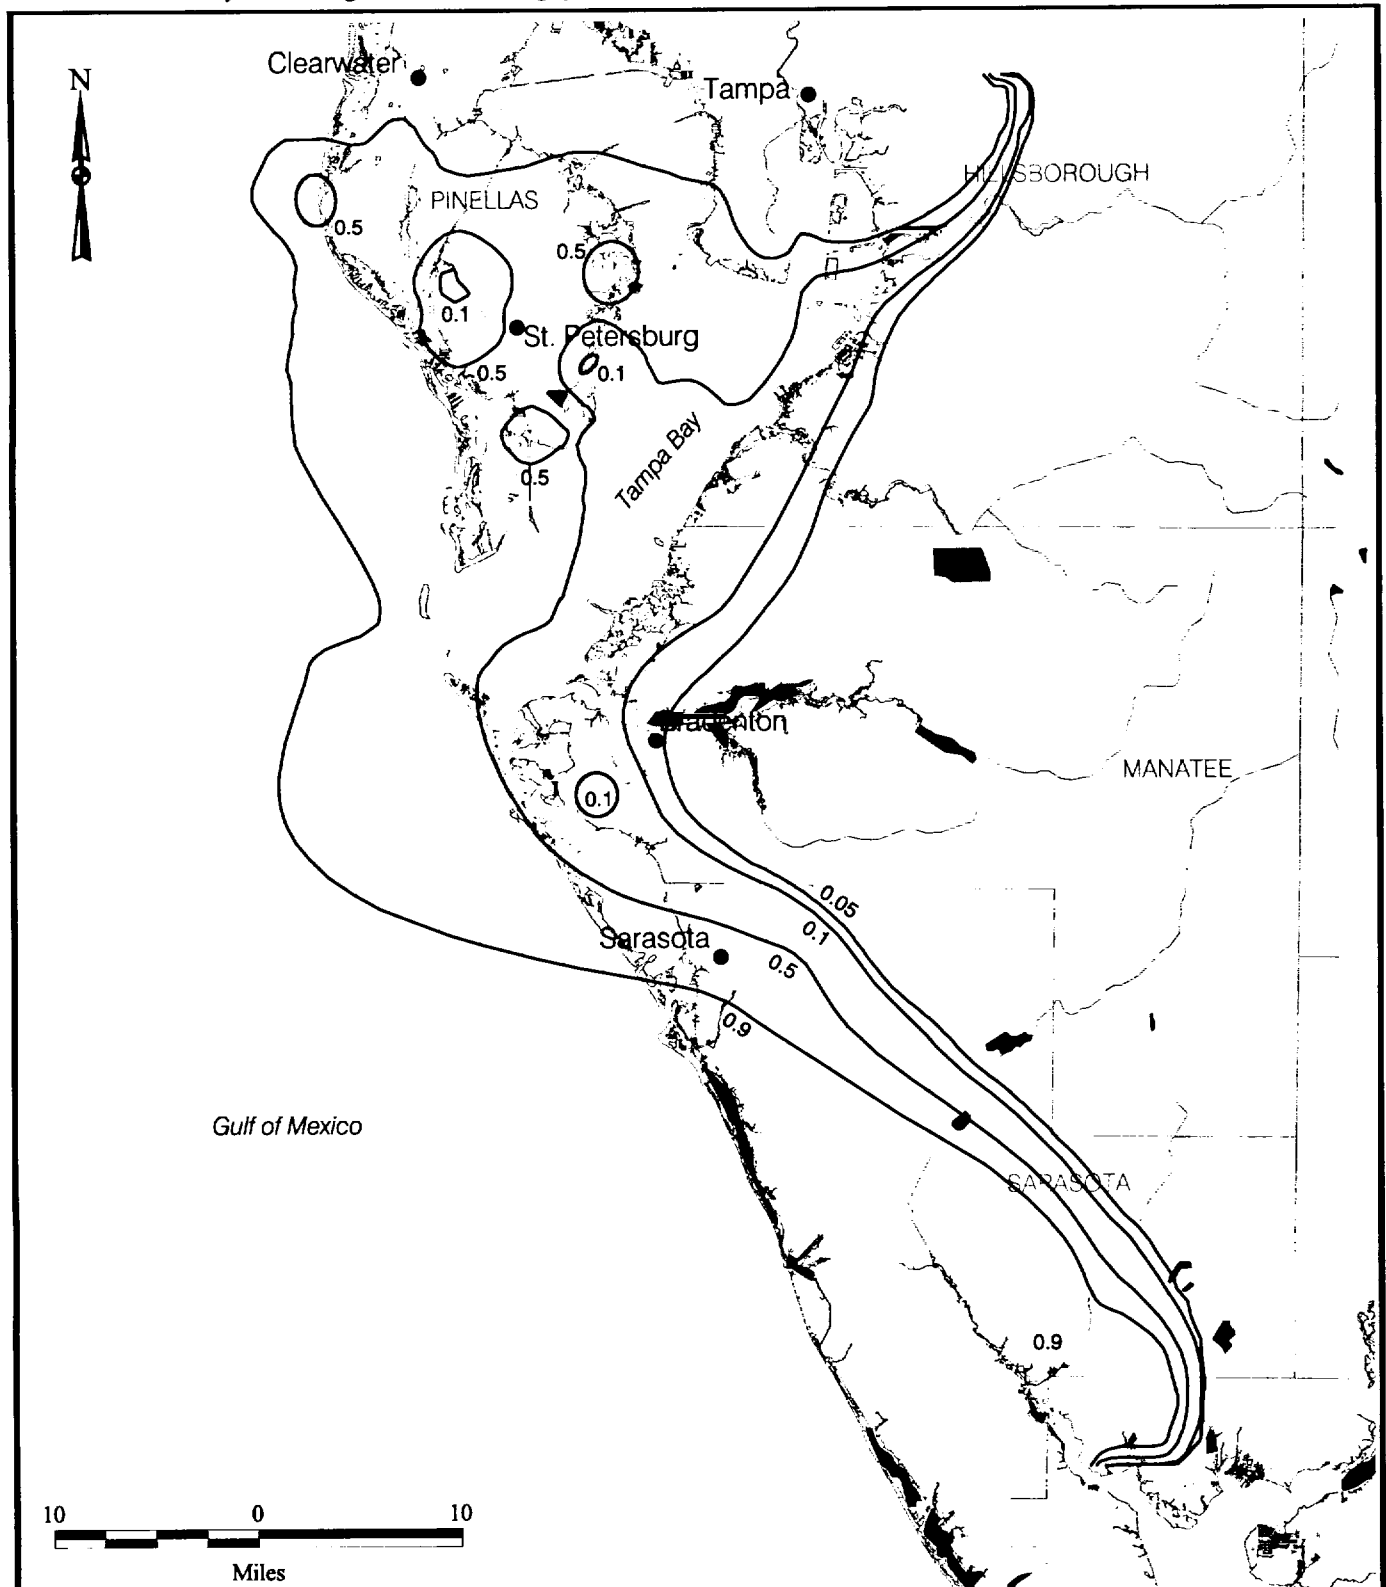 Clearwater
N
Tampa
HILLSBOROUGH
PINELLAS
0.5
0.5
0.1
St. Petersburg
0.5
0.1
Tampa Bay
0.5
Bradenton
MANATEE
0.1
0.05
0.1
Sarasota
0.5
0.9
Gulf of Mexico
SARASOTA
0.9
10 0 10
Miles